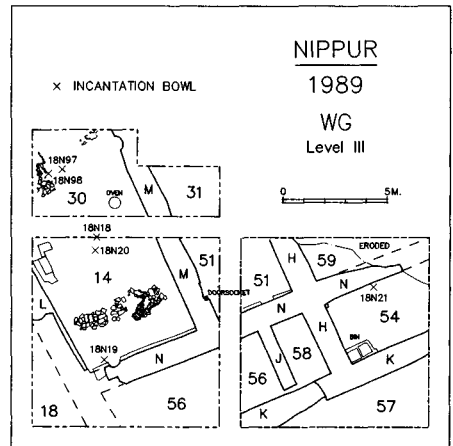 NIPPUR
1989
WG
Level III
× INCANTATION BOWL
0 5M.
18N97
18N98
30
OVEN
M
31
18N18
18N20
14
M
51
DOORSOCKET
L
18N19
N
18
56
H
59
ERODED
51
N
18N21
N
H
54
BIN
56
J
58
K
K
57